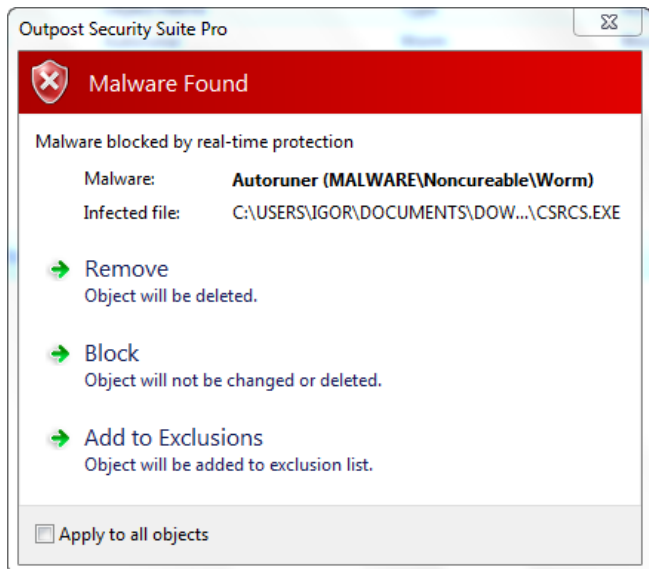 Outpost Security Suite Pro
Malware Found
Malware blocked by real-time protection
Malware: Autoruner (MALWARE\Noncureable\Worm)
Infected file: C:\USERS\IGOR\DOCUMENTS\DOW...\CSRCS.EXE
Remove
Object will be deleted.
Block
Object will not be changed or deleted.
Add to Exclusions
Object will be added to exclusion list.
Apply to all objects